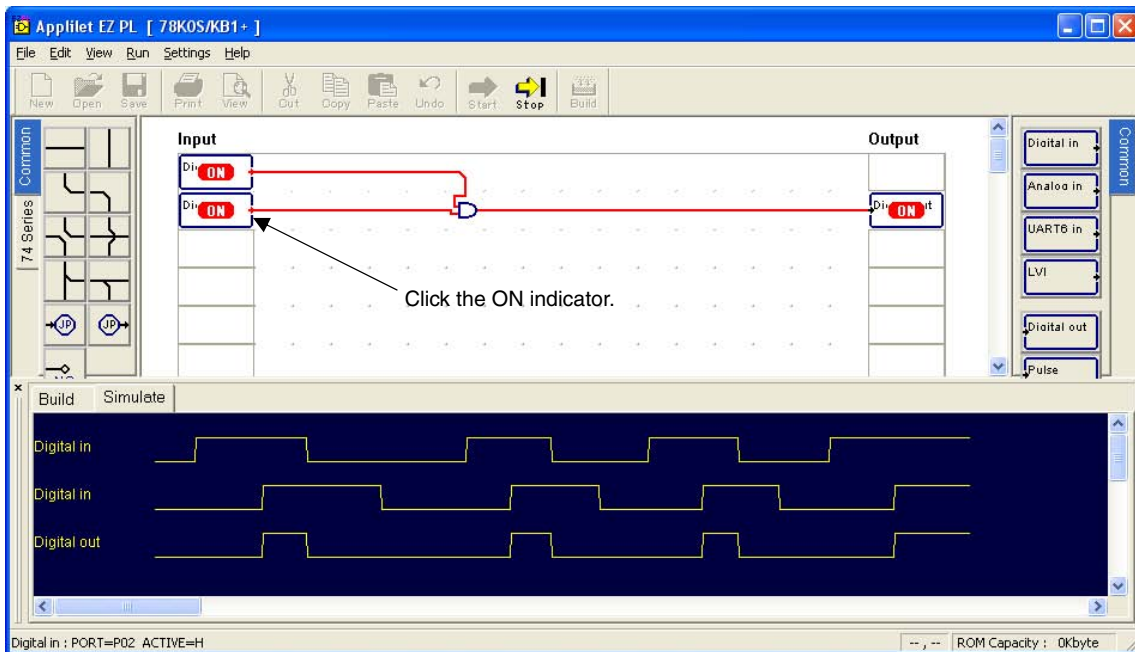 Applilet EZ PL [ 78K0S/KB1+ ]
File Edit View Run Settings Help
New Open Save Print View Cut Copy Paste Undo Start Stop Build
Common
74 Series
Input
Output
ON
ON
ON
Click the ON indicator.
JP
JP
Digital in
Analog in
UART6 in
LVI
Digital out
Pulse
Common
Build Simulate
Digital in
Digital in
Digital out
Digital in : PORT=P02 ACTIVE=H
-- , -- ROM Capacity : 0Kbyte